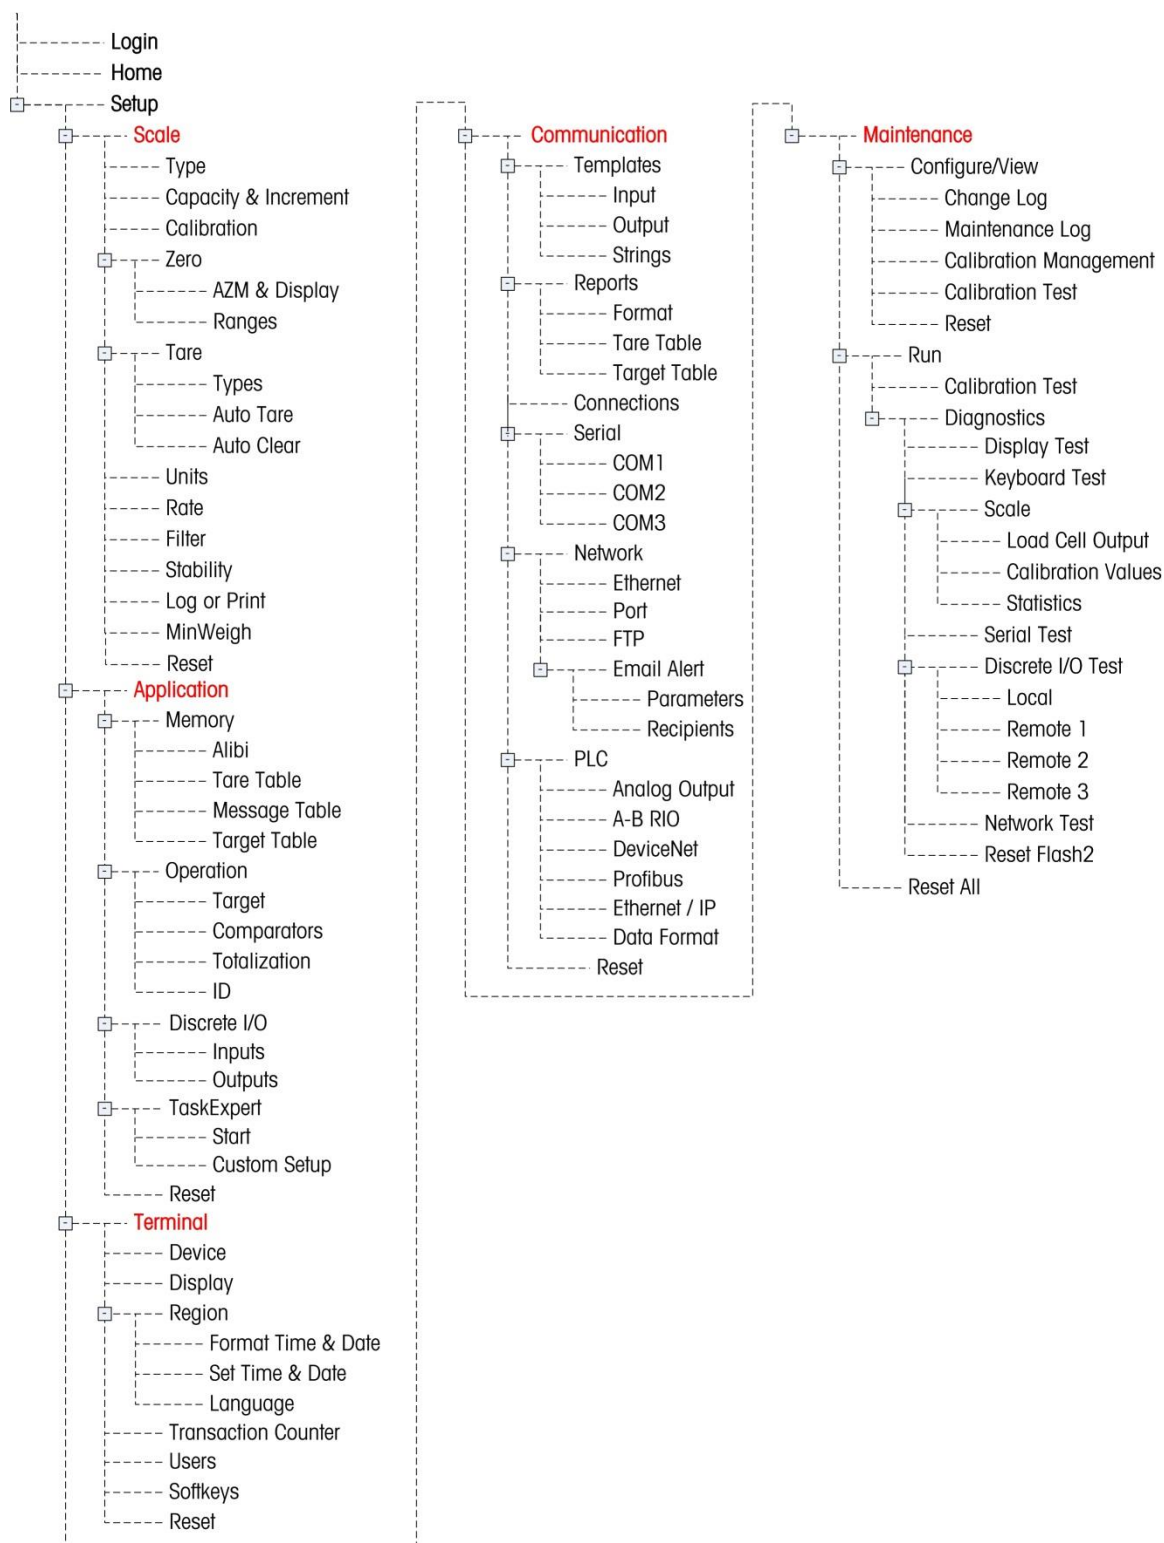 Login
Home
Setup
Scale
Type
Capacity & Increment
Calibration
Zero
AZM & Display
Ranges
Tare
Types
Auto Tare
Auto Clear
Units
Rate
Filter
Stability
Log or Print
MinWeigh
Reset
Application
Memory
Alibi
Tare Table
Message Table
Target Table
Operation
Target
Comparators
Totalization
ID
Discrete I/O
Inputs
Outputs
TaskExpert
Start
Custom Setup
Reset
Terminal
Device
Display
Region
Format Time & Date
Set Time & Date
Language
Transaction Counter
Users
Softkeys
Reset
Communication
Templates
Input
Output
Strings
Reports
Format
Tare Table
Target Table
Connections
Serial
COM1
COM2
COM3
Network
Ethernet
Port
FTP
Email Alert
Parameters
Recipients
PLC
Analog Output
A-B RIO
DeviceNet
Profibus
Ethernet / IP
Data Format
Reset
Maintenance
Configure/View
Change Log
Maintenance Log
Calibration Management
Calibration Test
Reset
Run
Calibration Test
Diagnostics
Display Test
Keyboard Test
Scale
Load Cell Output
Calibration Values
Statistics
Serial Test
Discrete I/O Test
Local
Remote 1
Remote 2
Remote 3
Network Test
Reset Flash2
Reset All